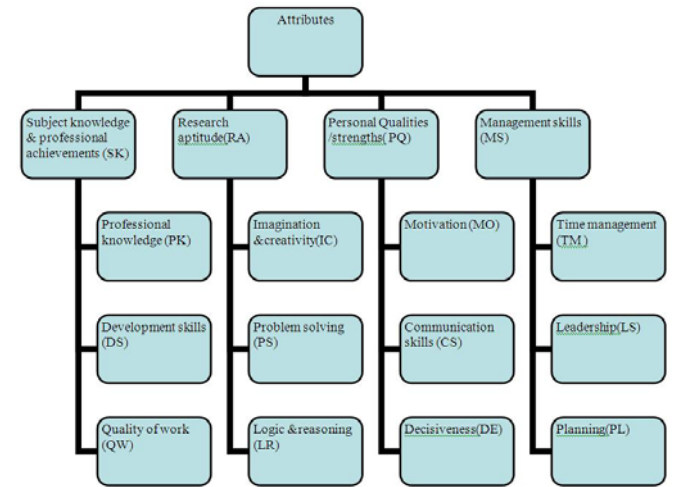 Attributes
Subject knowledge
& professional
achievements (SK)
Research
aptitude(RA)
Personal Qualities
/strengths( PQ)
Management skills
(MS)
Professional
knowledge (PK)
Imagination
&creativity(IC)
Motivation (MO)
Time management
(TM )
Development skills
(DS)
Problem solving
(PS)
Communication
skills (CS)
Leadership(LS)
Quality of work
(QW)
Logic &reasoning
(LR)
Decisiveness(DE)
Planning(PL)